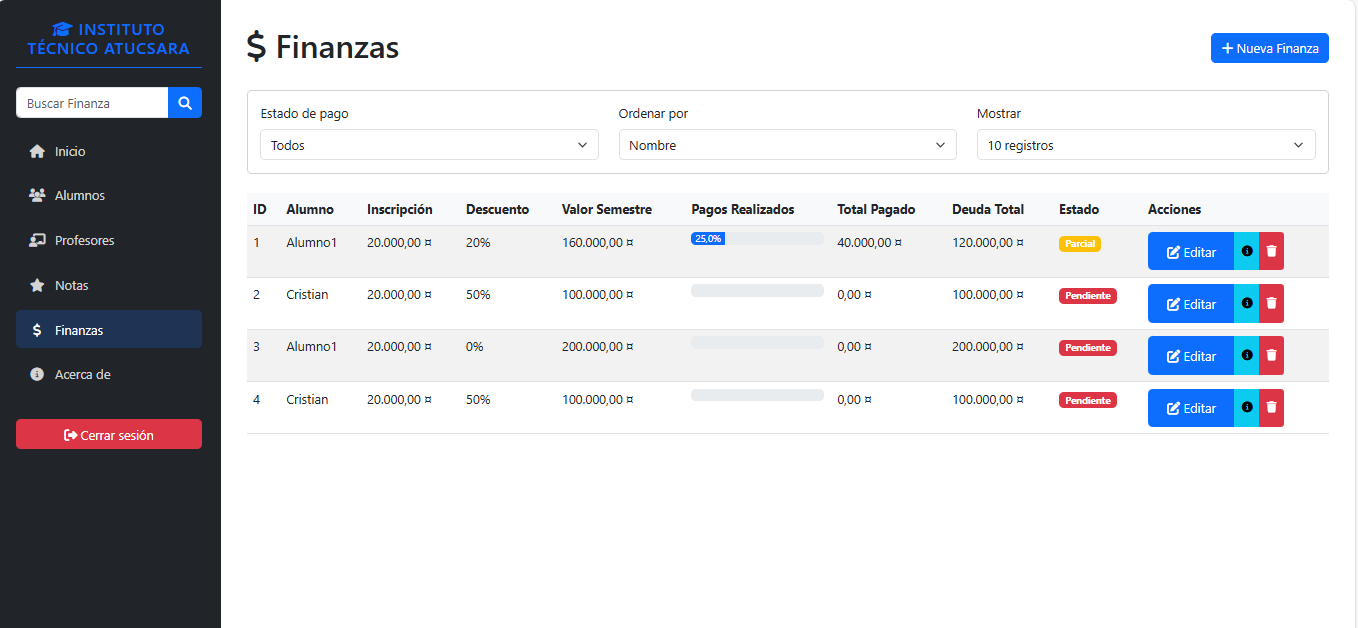 INSTITUTO
TÉCNICO ATUCSARA
Buscar Finanza
Inicio
Alumnos
Profesores
Notas
Finanzas
Acerca de
Cerrar sesión
$ Finanzas
+ Nueva Finanza
Estado de pago Ordenar por Mostrar
Todos Nombre 10 registros
ID Alumno Inscripción Descuento Valor Semestre Pagos Realizados Total Pagado Deuda Total Estado Acciones
1 Alumno1 20.000,00 ¤ 20% 160.000,00 ¤ 25,0% 40.000,00 ¤ 120.000,00 ¤ Parcial Editar
2 Cristian 20.000,00 ¤ 50% 100.000,00 ¤ 0,00 ¤ 100.000,00 ¤ Pendiente Editar
3 Alumno1 20.000,00 ¤ 0% 200.000,00 ¤ 0,00 ¤ 200.000,00 ¤ Pendiente Editar
4 Cristian 20.000,00 ¤ 50% 100.000,00 ¤ 0,00 ¤ 100.000,00 ¤ Pendiente Editar